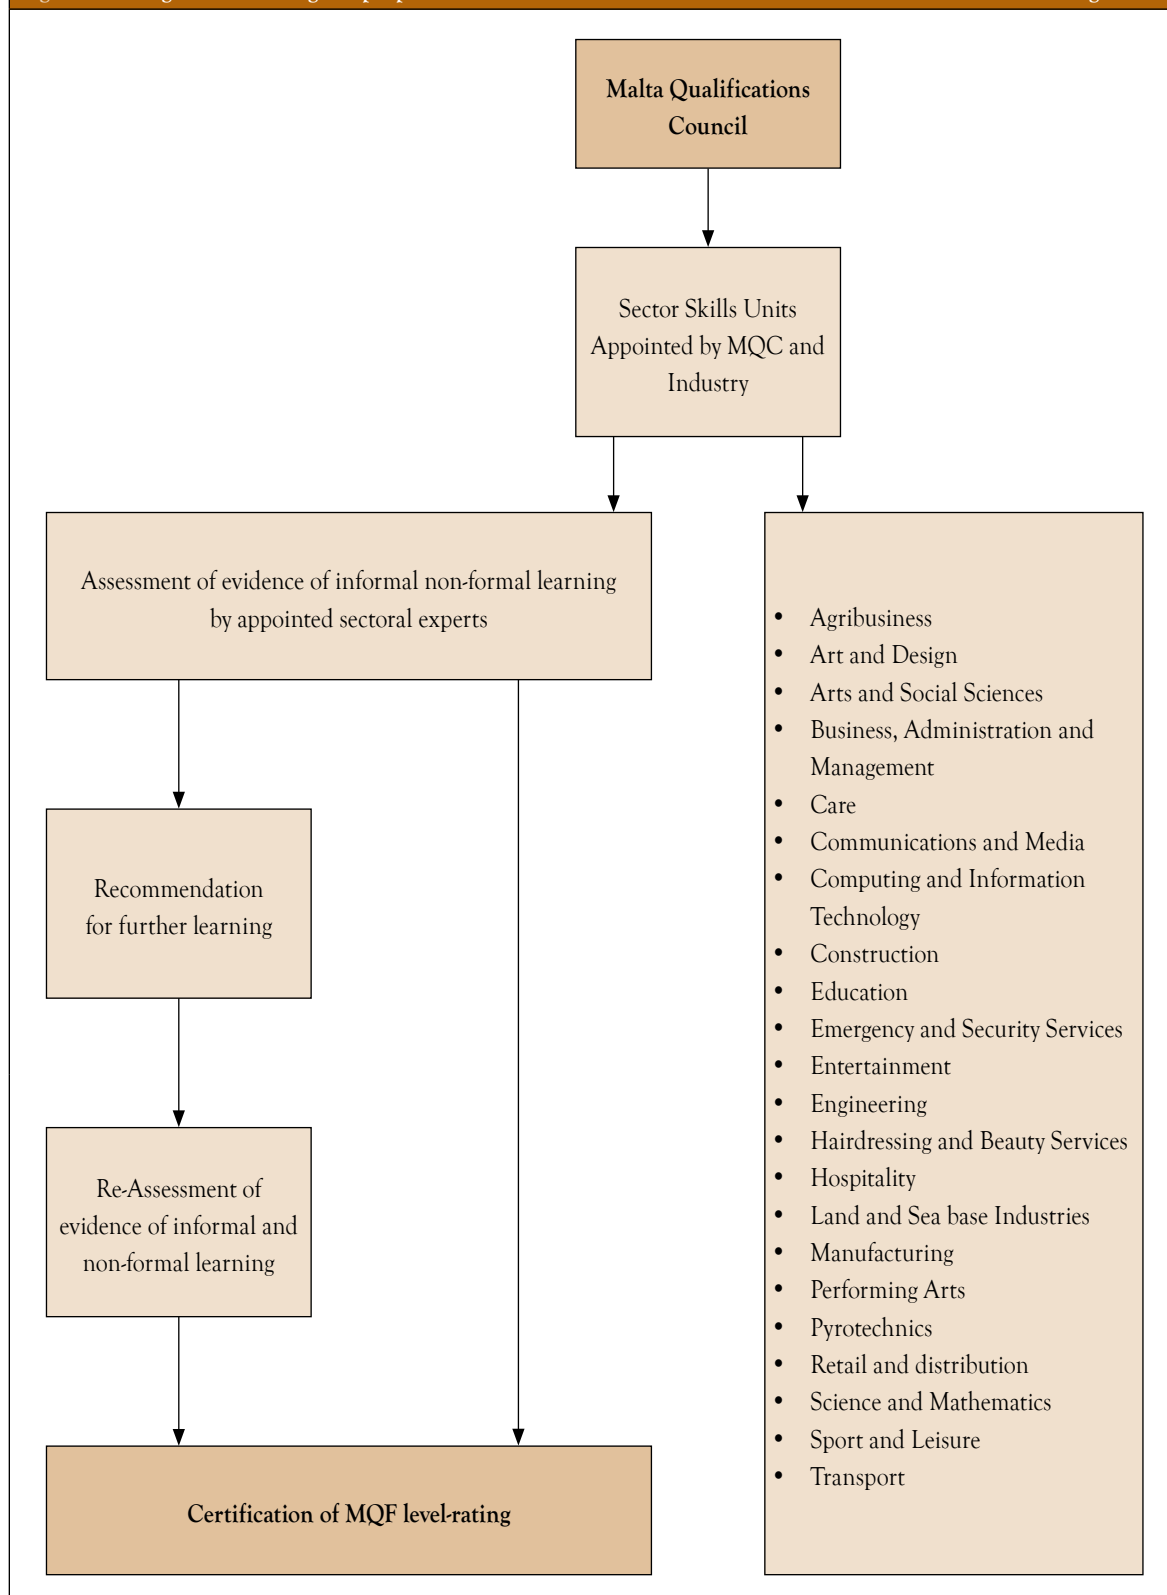 Malta Qualifications
Council
Sector Skills Units
Appointed by MQC and
Industry
Assessment of evidence of informal non-formal learning
by appointed sectoral experts
Recommendation
for further learning
Re-Assessment of
evidence of informal and
non-formal learning
Certification of MQF level-rating
• Agribusiness
• Art and Design
• Arts and Social Sciences
• Business, Administration and
Management
• Care
• Communications and Media
• Computing and Information
Technology
• Construction
• Education
• Emergency and Security Services
• Entertainment
• Engineering
• Hairdressing and Beauty Services
• Hospitality
• Land and Sea base Industries
• Manufacturing
• Performing Arts
• Pyrotechnics
• Retail and distribution
• Science and Mathematics
• Sport and Leisure
• Transport